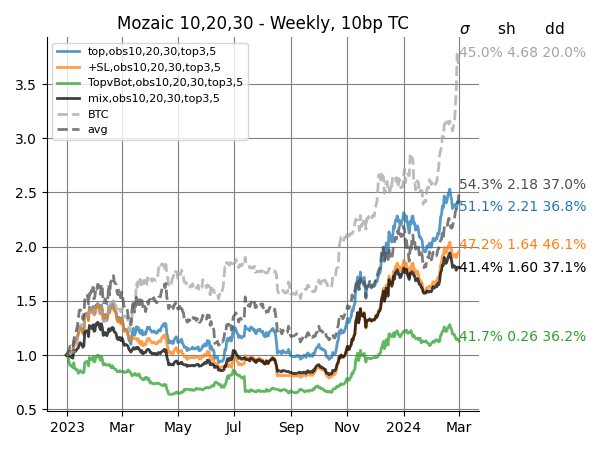 Mozaic 10,20,30 - Weekly, 10bp TC
σ sh dd
top,obs10,20,30,top3,5
+SL,obs10,20,30,top3,5
TopvBot,obs10,20,30,top3,5
mix,obs10,20,30,top3,5
BTC
avg
45.0% 4.68 20.0%
54.3% 2.18 37.0%
51.1% 2.21 36.8%
47.2% 1.64 46.1%
41.4% 1.60 37.1%
41.7% 0.26 36.2%
3.5
3.0
2.5
2.0
1.5
1.0
0.5
2023 Mar May Jul Sep Nov 2024 Mar